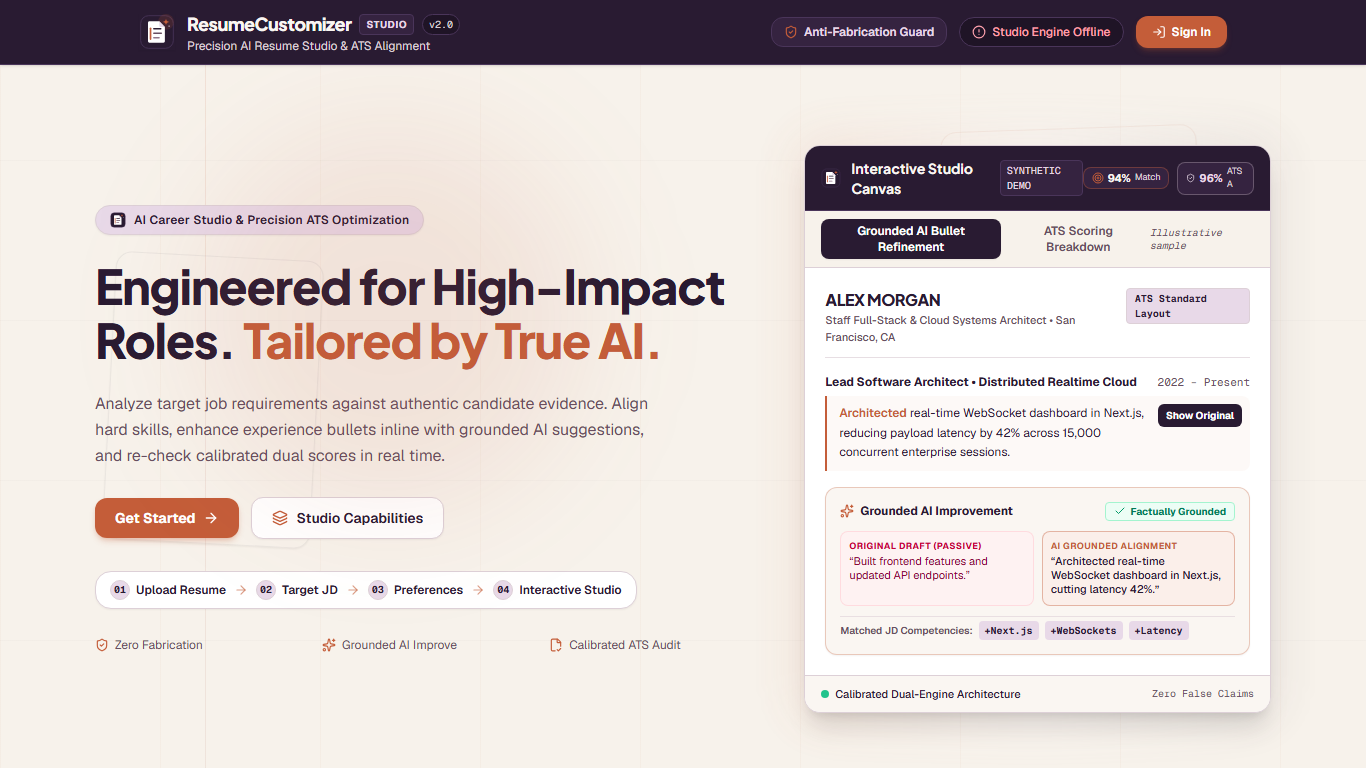 ResumeCustomizer STUDIO v2.0
Precision AI Resume Studio & ATS Alignment
Anti-Fabrication Guard
Studio Engine Offline
Sign In
AI Career Studio & Precision ATS Optimization
Engineered for High-Impact
Roles. Tailored by True AI.
Analyze target job requirements against authentic candidate evidence. Align
hard skills, enhance experience bullets inline with grounded AI suggestions,
and re-check calibrated dual scores in real time.
Get Started
Studio Capabilities
01 Upload Resume → 02 Target JD → 03 Preferences → 04 Interactive Studio
Zero Fabrication
Grounded AI Improve
Calibrated ATS Audit
Interactive Studio
Canvas
SYNTHETIC
DEMO
94% Match
96% ATS
A
Grounded AI Bullet
Refinement
ATS Scoring
Breakdown
Illustrative
sample
ALEX MORGAN
Staff Full-Stack & Cloud Systems Architect • San
Francisco, CA
ATS Standard
Layout
Lead Software Architect • Distributed Realtime Cloud
2022 - Present
Architected real-time WebSocket dashboard in Next.js,
reducing payload latency by 42% across 15,000
concurrent enterprise sessions.
Show Original
Grounded AI Improvement
Factually Grounded
ORIGINAL DRAFT (PASSIVE)
“Built frontend features and
updated API endpoints.”
AI GROUNDED ALIGNMENT
“Architected real-time
WebSocket dashboard in Next.js,
cutting latency 42%.”
Matched JD Competencies: +Next.js +WebSockets +Latency
Calibrated Dual-Engine Architecture
Zero False Claims